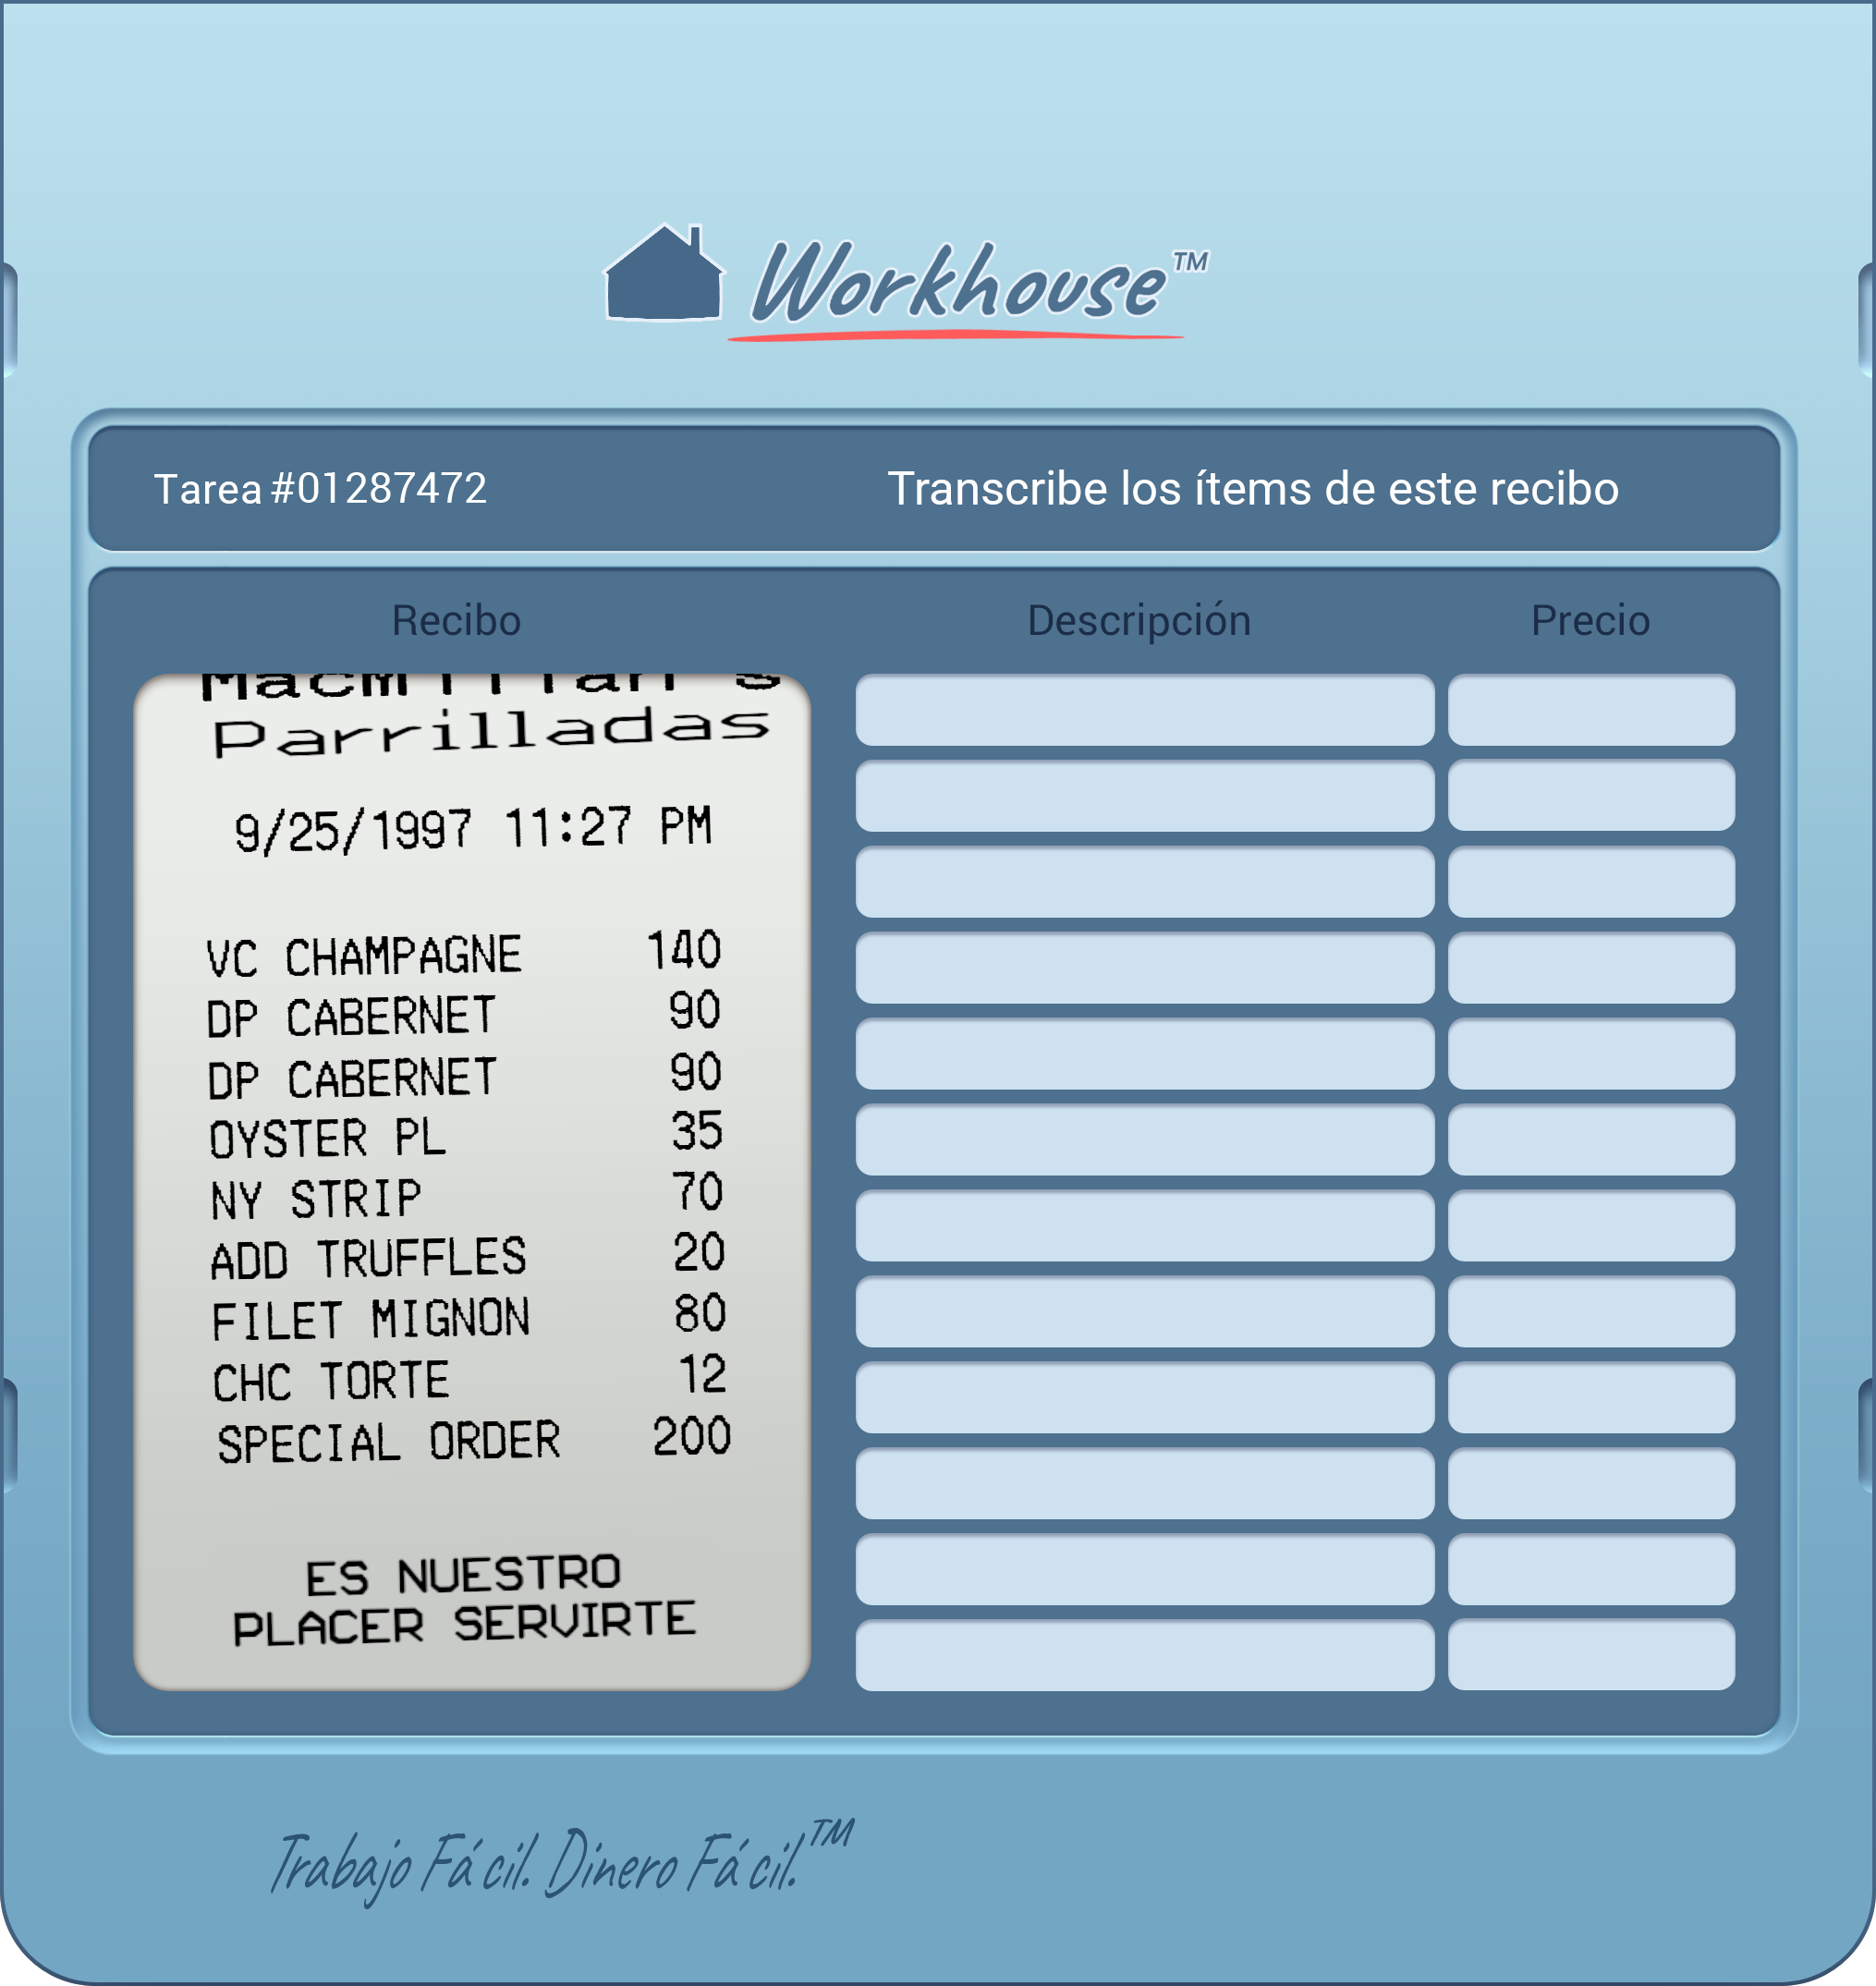 Workhouse™
Tarea #01287472
Transcribe los ítems de este recibo
Recibo
Descripción
Precio
Macmillan's
Parrilladas
9/25/1997 11:27 PM
VC CHAMPAGNE 140
DP CABERNET 90
DP CABERNET 90
OYSTER PL 35
NY STRIP 70
ADD TRUFFLES 20
FILET MIGNON 80
CHC TORTE 12
SPECIAL ORDER 200
ES NUESTRO
PLACER SERVIRTE
Trabajo Fácil. Dinero Fácil.™